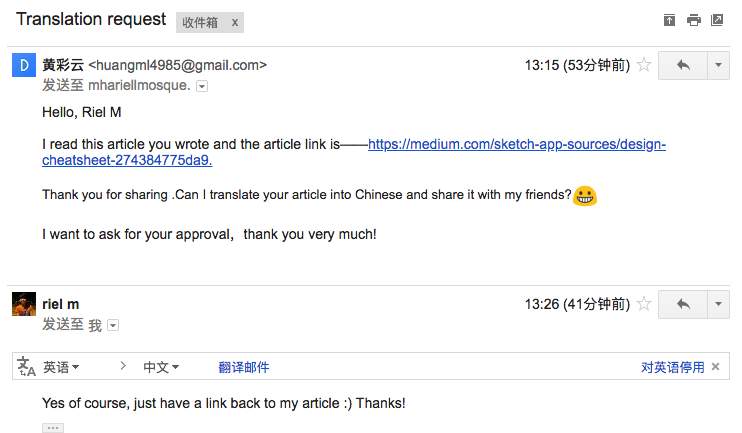 Translation request 收件箱 x
D 黄彩云 <huangml4985@gmail.com> 13:15 (53分钟前)
发送至 mhariellmosque.
Hello, Riel M
I read this article you wrote and the article link is——https://medium.com/sketch-app-sources/design-
cheatsheet-274384775da9.
Thank you for sharing .Can I translate your article into Chinese and share it with my friends?😀
I want to ask for your approval，thank you very much!
riel m 13:26 (41分钟前)
发送至 我
文A 英语 > 中文 翻译邮件 对英语停用 ×
Yes of course, just have a link back to my article :) Thanks!
...